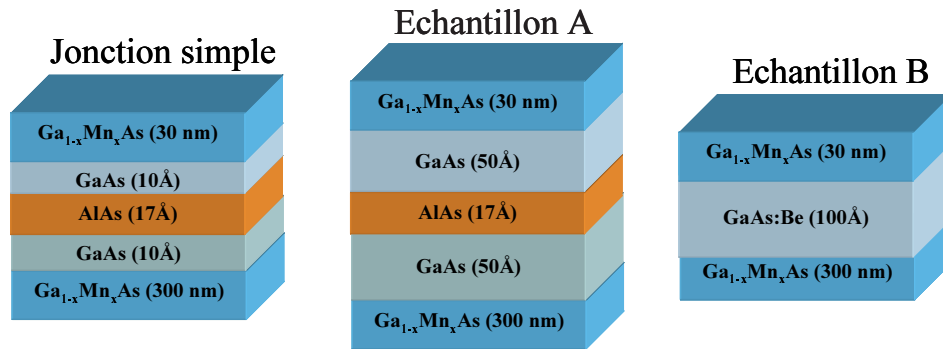 Jonction simple
Ga₁₋ₓMnₓAs (30 nm)
GaAs (10Å)
AlAs (17Å)
GaAs (10Å)
Ga₁₋ₓMnₓAs (300 nm)
Echantillon A
Ga₁₋ₓMnₓAs (30 nm)
GaAs (50Å)
AlAs (17Å)
GaAs (50Å)
Ga₁₋ₓMnₓAs (300 nm)
Echantillon B
Ga₁₋ₓMnₓAs (30 nm)
GaAs:Be (100Å)
Ga₁₋ₓMnₓAs (300 nm)